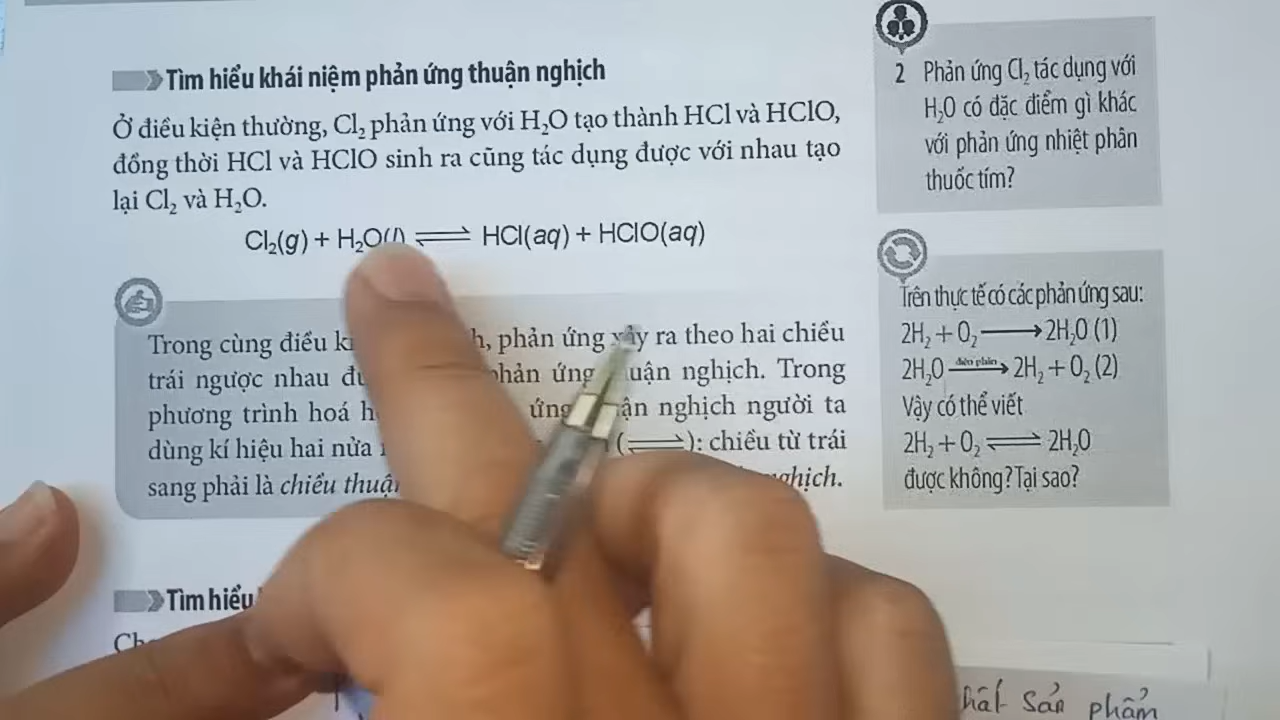 Tìm hiểu khái niệm phản ứng thuận nghịch
Ở điều kiện thường, Cl₂ phản ứng với H₂O tạo thành HCl và HClO,
đồng thời HCl và HClO sinh ra cũng tác dụng được với nhau tạo
lại Cl₂ và H₂O.
Cl₂(g) + H₂O(l) ⇌ HCl(aq) + HClO(aq)
Trong cùng điều phản ứng xảy ra theo hai chiều
trái ngược nhau phản ứng thuận nghịch. Trong
phương trình hoá ứng nghịch người ta
dùng kí hiệu hai nửa (⇌): chiều từ trái
sang phải là chiều thuận nghịch.
Tìm hiểu
2 Phản ứng Cl₂ tác dụng với
H₂O có đặc điểm gì khác
với phản ứng nhiệt phân
thuốc tím?
Trên thực tế có các phản ứng sau:
2H₂ + O₂ ⟶ 2H₂O (1)
2H₂O điện phân⟶ 2H₂ + O₂ (2)
Vậy có thể viết
2H₂ + O₂ ⇌ 2H₂O
được không? Tại sao?
sản phẩm